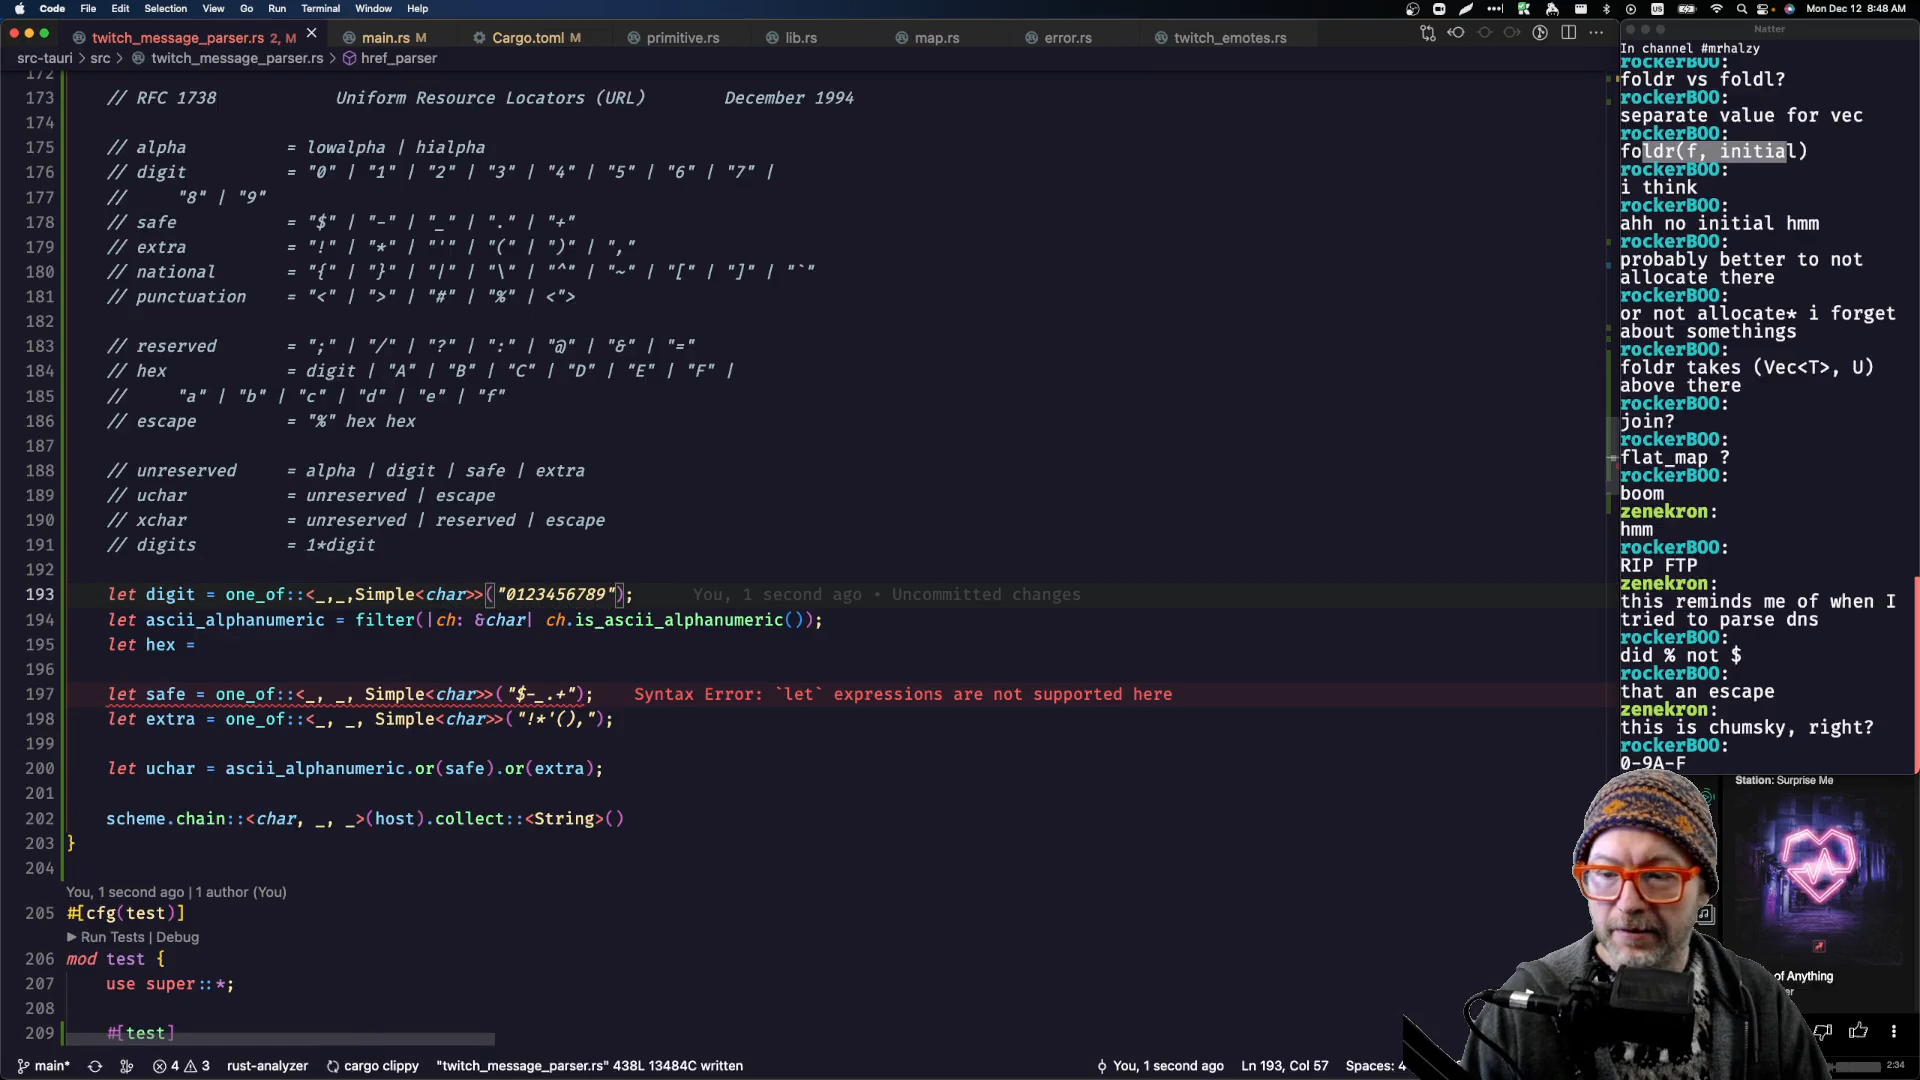 Code File Edit Selection View Go Run Terminal Window Help
US
Mon Dec 12 8:48 AM
twitch_message_parser.rs 2, M
main.rs M
Cargo.toml M
primitive.rs
lib.rs
map.rs
error.rs
twitch_emotes.rs
src-tauri > src > twitch_message_parser.rs > href_parser
172
173 // RFC 1738 Uniform Resource Locators (URL) December 1994
174
175 // alpha = lowalpha | hialpha
176 // digit = "0" | "1" | "2" | "3" | "4" | "5" | "6" | "7" |
177 // "8" | "9"
178 // safe = "$" | "-" | "_" | "." | "+"
179 // extra = "!" | "*" | "'" | "(" | ")" | ","
180 // national = "{" | "}" | "|" | "\" | "^" | "~" | "[" | "]" | "`"
181 // punctuation = "<" | ">" | "#" | "%" | <">
182
183 // reserved = ";" | "/" | "?" | ":" | "@" | "&" | "="
184 // hex = digit | "A" | "B" | "C" | "D" | "E" | "F" |
185 // "a" | "b" | "c" | "d" | "e" | "f"
186 // escape = "%" hex hex
187
188 // unreserved = alpha | digit | safe | extra
189 // uchar = unreserved | escape
190 // xchar = unreserved | reserved | escape
191 // digits = 1*digit
192
193 let digit = one_of::<_,_,Simple<char>>("0123456789"); You, 1 second ago • Uncommitted changes
194 let ascii_alphanumeric = filter(|ch: &char| ch.is_ascii_alphanumeric());
195 let hex =
196
197 let safe = one_of::<_, _, Simple<char>>("$-_.+"); Syntax Error: `let` expressions are not supported here
198 let extra = one_of::<_, _, Simple<char>>("!*'(),");
199
200 let uchar = ascii_alphanumeric.or(safe).or(extra);
201
202 scheme.chain::<char, _, _>(host).collect::<String>()
203 }
204
You, 1 second ago | 1 author (You)
205 #[cfg(test)]
Run Tests | Debug
206 mod test {
207 use super::*;
208
209 #[test]
main* 4 3 rust-analyzer cargo clippy "twitch_message_parser.rs" 438L 13484C written You, 1 second ago Ln 193, Col 57 Spaces: 4
Natter
In channel #mrhalzy
rockerBOO:
foldr vs foldl?
rockerBOO:
separate value for vec
rockerBOO:
foldr(f, initial)
rockerBOO:
i think
rockerBOO:
ahh no initial hmm
rockerBOO:
probably better to not
allocate there
rockerBOO:
or not allocate* i forget
about somethings
rockerBOO:
foldr takes (Vec<T>, U)
above there
rockerBOO:
join?
rockerBOO:
flat_map ?
rockerBOO:
boom
zenekron:
hmm
rockerBOO:
RIP FTP
zenekron:
this reminds me of when I
tried to parse dns
rockerBOO:
did % not $
rockerBOO:
that an escape
zenekron:
this is chumsky, right?
rockerBOO:
0-9A-F
Station: Surprise Me
of Anything
2:34